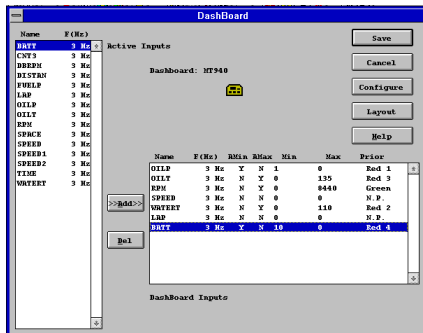 DashBoard
Name F(Hz)
BATT 3 Hz
CNT3 3 Hz
DBRPM 3 Hz
DISTAN 3 Hz
FUELP 3 Hz
LAP 3 Hz
OILP 3 Hz
OILT 3 Hz
RPM 3 Hz
SPACE 3 Hz
SPEED 3 Hz
SPEED1 3 Hz
SPEED2 3 Hz
TIME 3 Hz
WATERT 3 Hz
Active Inputs
Dashboard: MT940
Save
Cancel
Configure
Layout
Help
>>Add>>
Del
Name F(Hz) AMin AMax Min Max Prior
OILP 3 Hz Y N 1 0 Red 1
OILT 3 Hz N Y 0 135 Red 3
RPM 3 Hz N Y 0 8440 Green
SPEED 3 Hz N N 0 0 N.P.
WATERT 3 Hz N Y 0 110 Red 2
LAP 3 Hz N N 0 0 N.P.
BATT 3 Hz Y N 10 0 Red 4
DashBoard Inputs